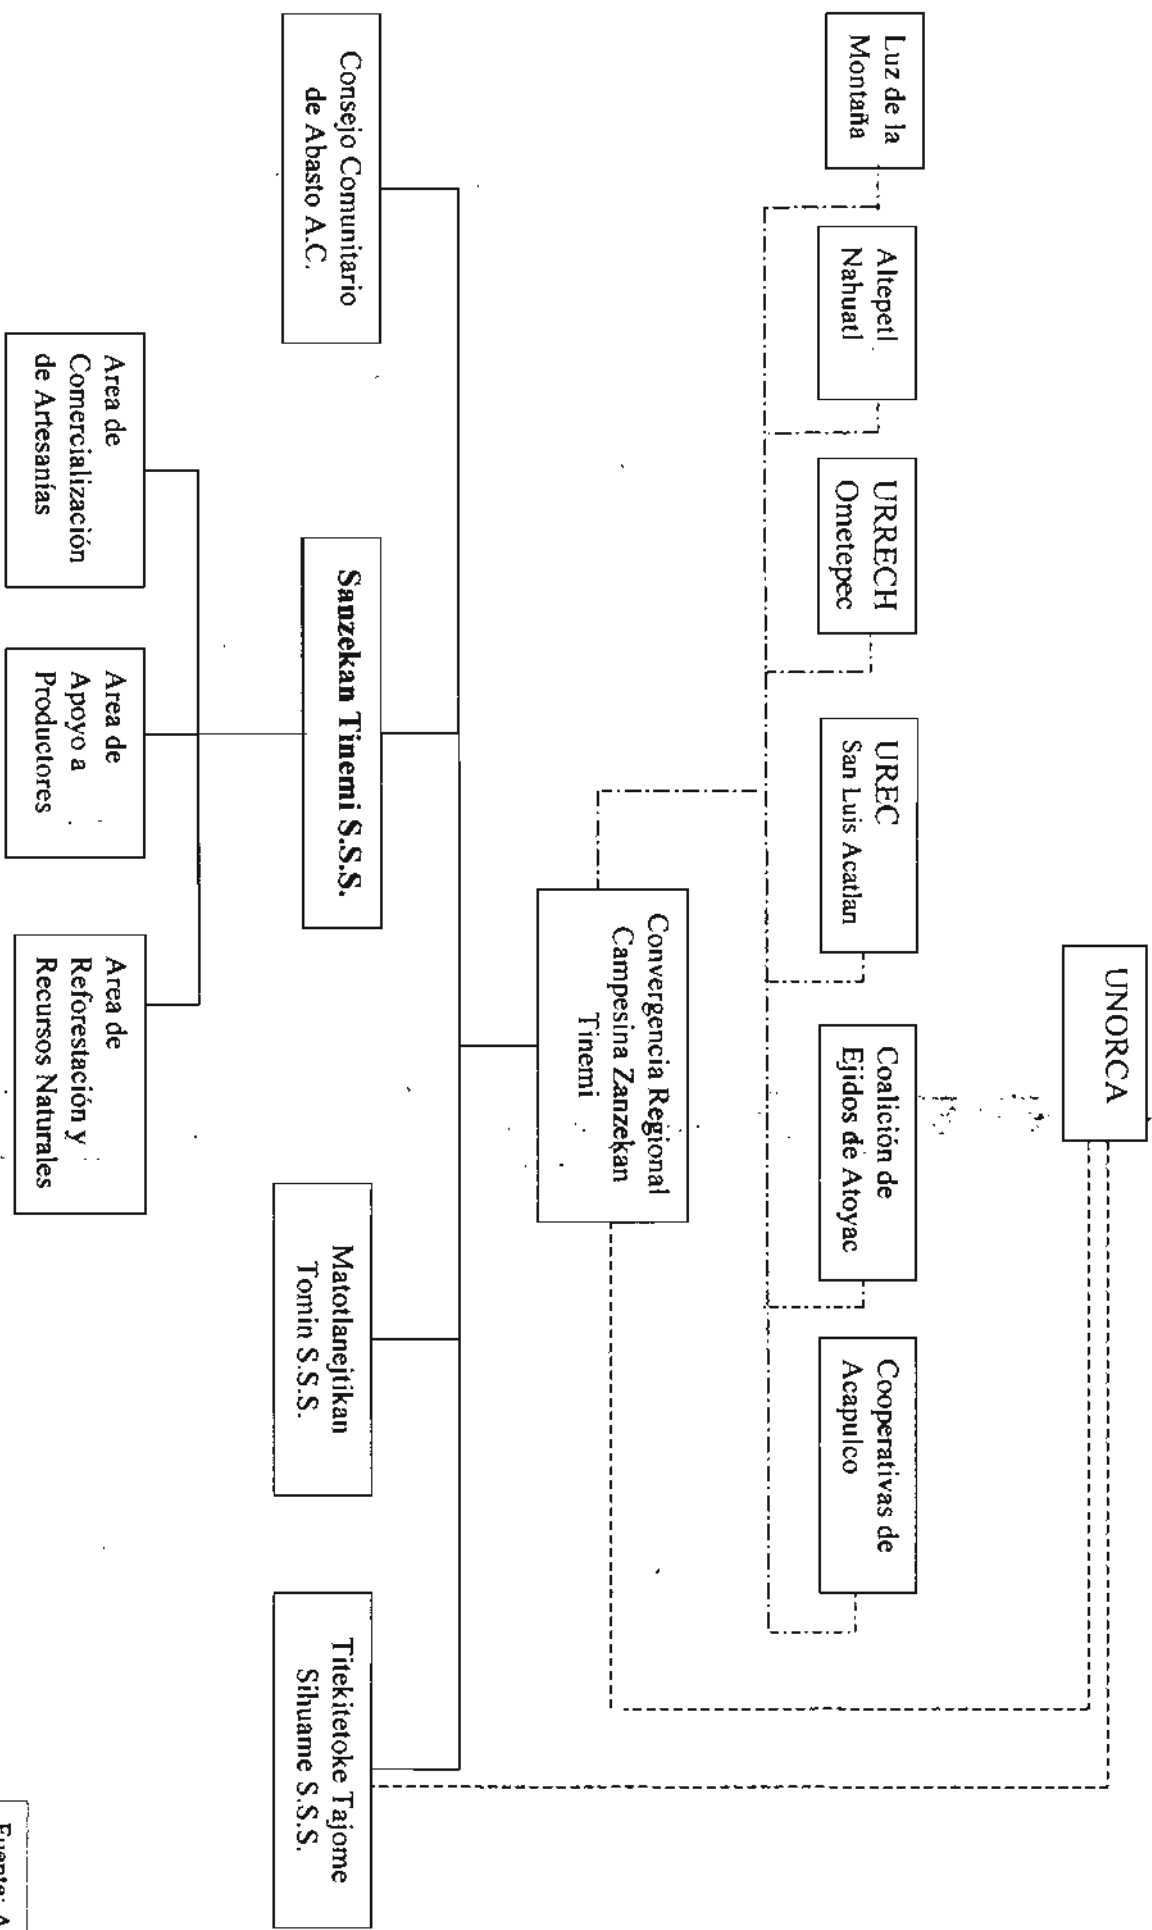 UNORCA
Luz de la
Montaña
Altepetl
Nahuatl
URRECH
Ometepec
UREC
San Luis Acatlan
Coalición de
Ejidos de Atoyac
Cooperativas de
Acapulco
Convergencia Regional
Campesina Zanzekan
Tinemi
Consejo Comunitario
de Abasto A.C.
Sanzekan Tinemi S.S.S.
Matotlanejtikan
Tomin S.S.S.
Titekitetoke Tajome
Sihuame S.S.S.
Area de
Comercialización
de Artesanías
Area de
Apoyo a
Productores
Area de
Reforestación y
Recursos Naturales